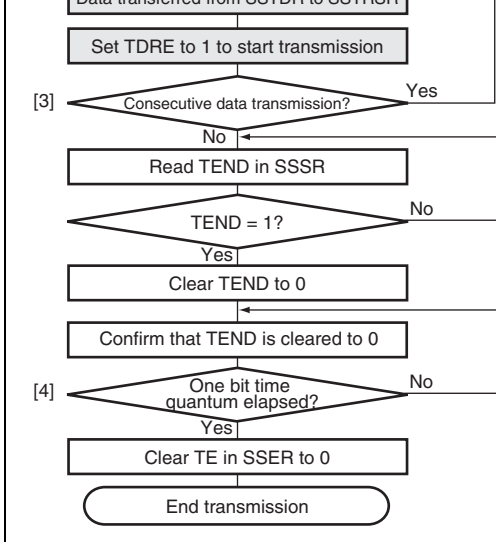 Data transferred from SSTDR to SSTRSR
Set TDRE to 1 to start transmission
[3]
Consecutive data transmission?
Yes
No
Read TEND in SSSR
TEND = 1?
No
Yes
Clear TEND to 0
Confirm that TEND is cleared to 0
[4]
One bit time
quantum elapsed?
No
Yes
Clear TE in SSER to 0
End transmission